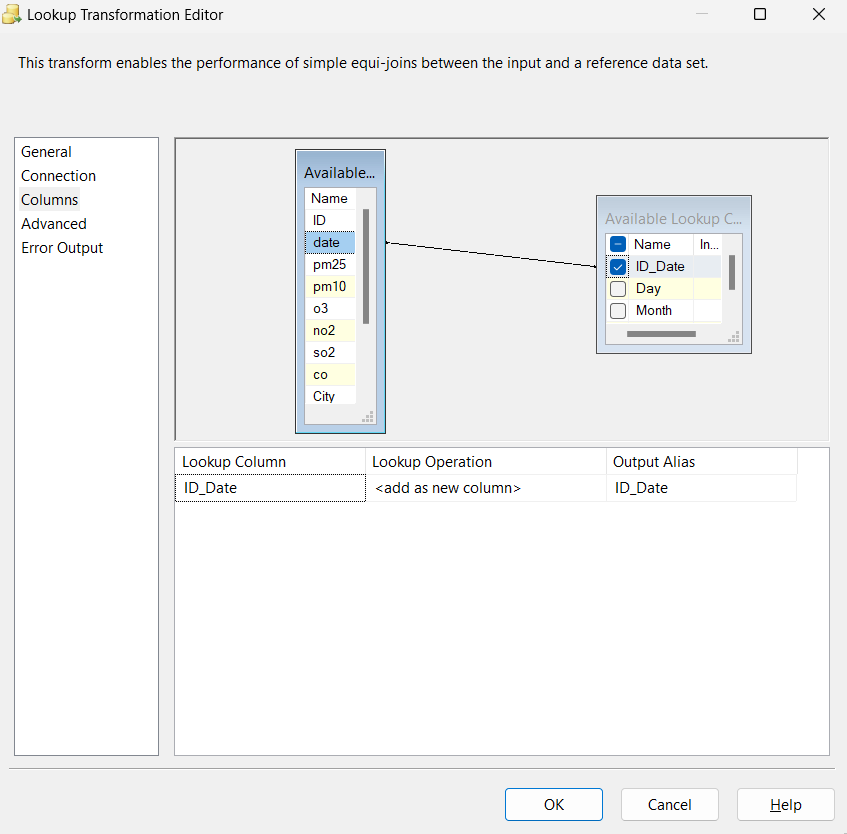 Lookup Transformation Editor
This transform enables the performance of simple equi-joins between the input and a reference data set.
General
Connection
Columns
Advanced
Error Output
Available...
Name
ID
date
pm25
pm10
o3
no2
so2
co
City
Available Lookup C...
Name In...
ID_Date
Day
Month
Lookup Column Lookup Operation Output Alias
ID_Date <add as new column> ID_Date
OK Cancel Help